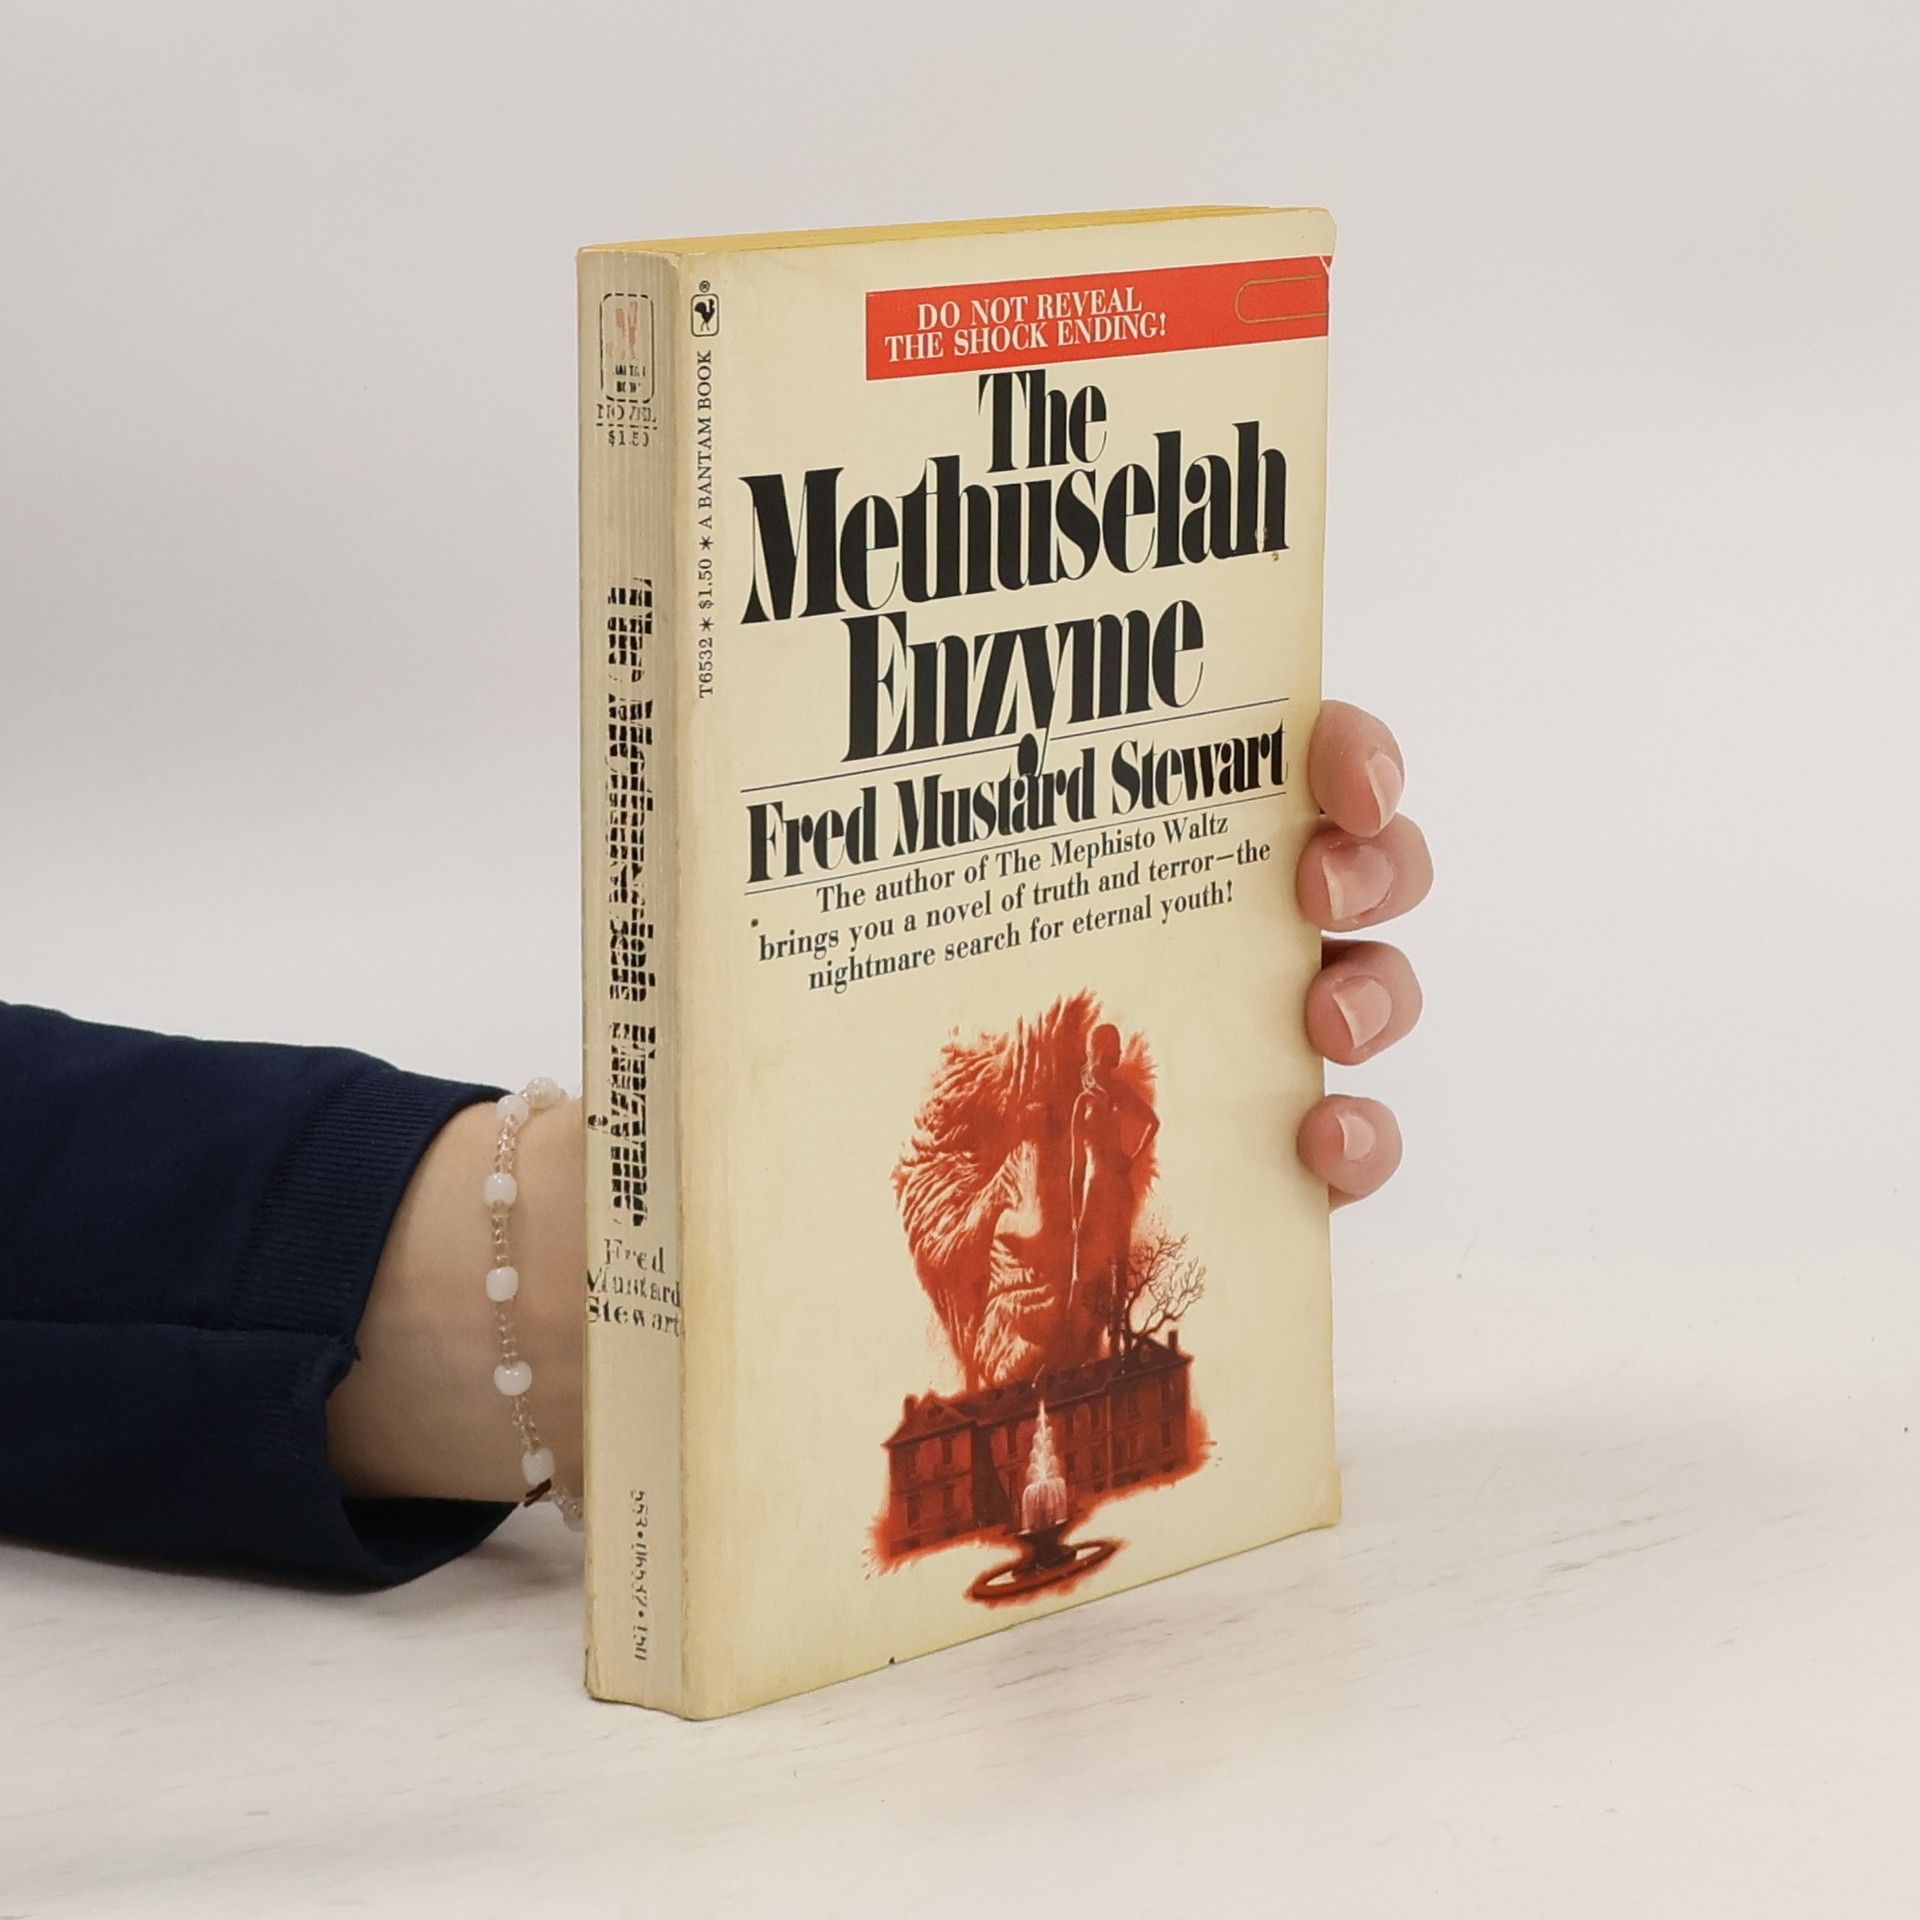 DO NOT REVEAL
THE SHOCK ENDING!
The
Methuselah
Enzyme
Fred Mustard Stewart
The author of The Mephisto Waltz
brings you a novel of truth and terror—the
nightmare search for eternal youth!
T6532 * $1.50 * A BANTAM BOOK
®
NOVEL
$1.50
The Methuselah Enzyme
Fred
Mustard
Stewart